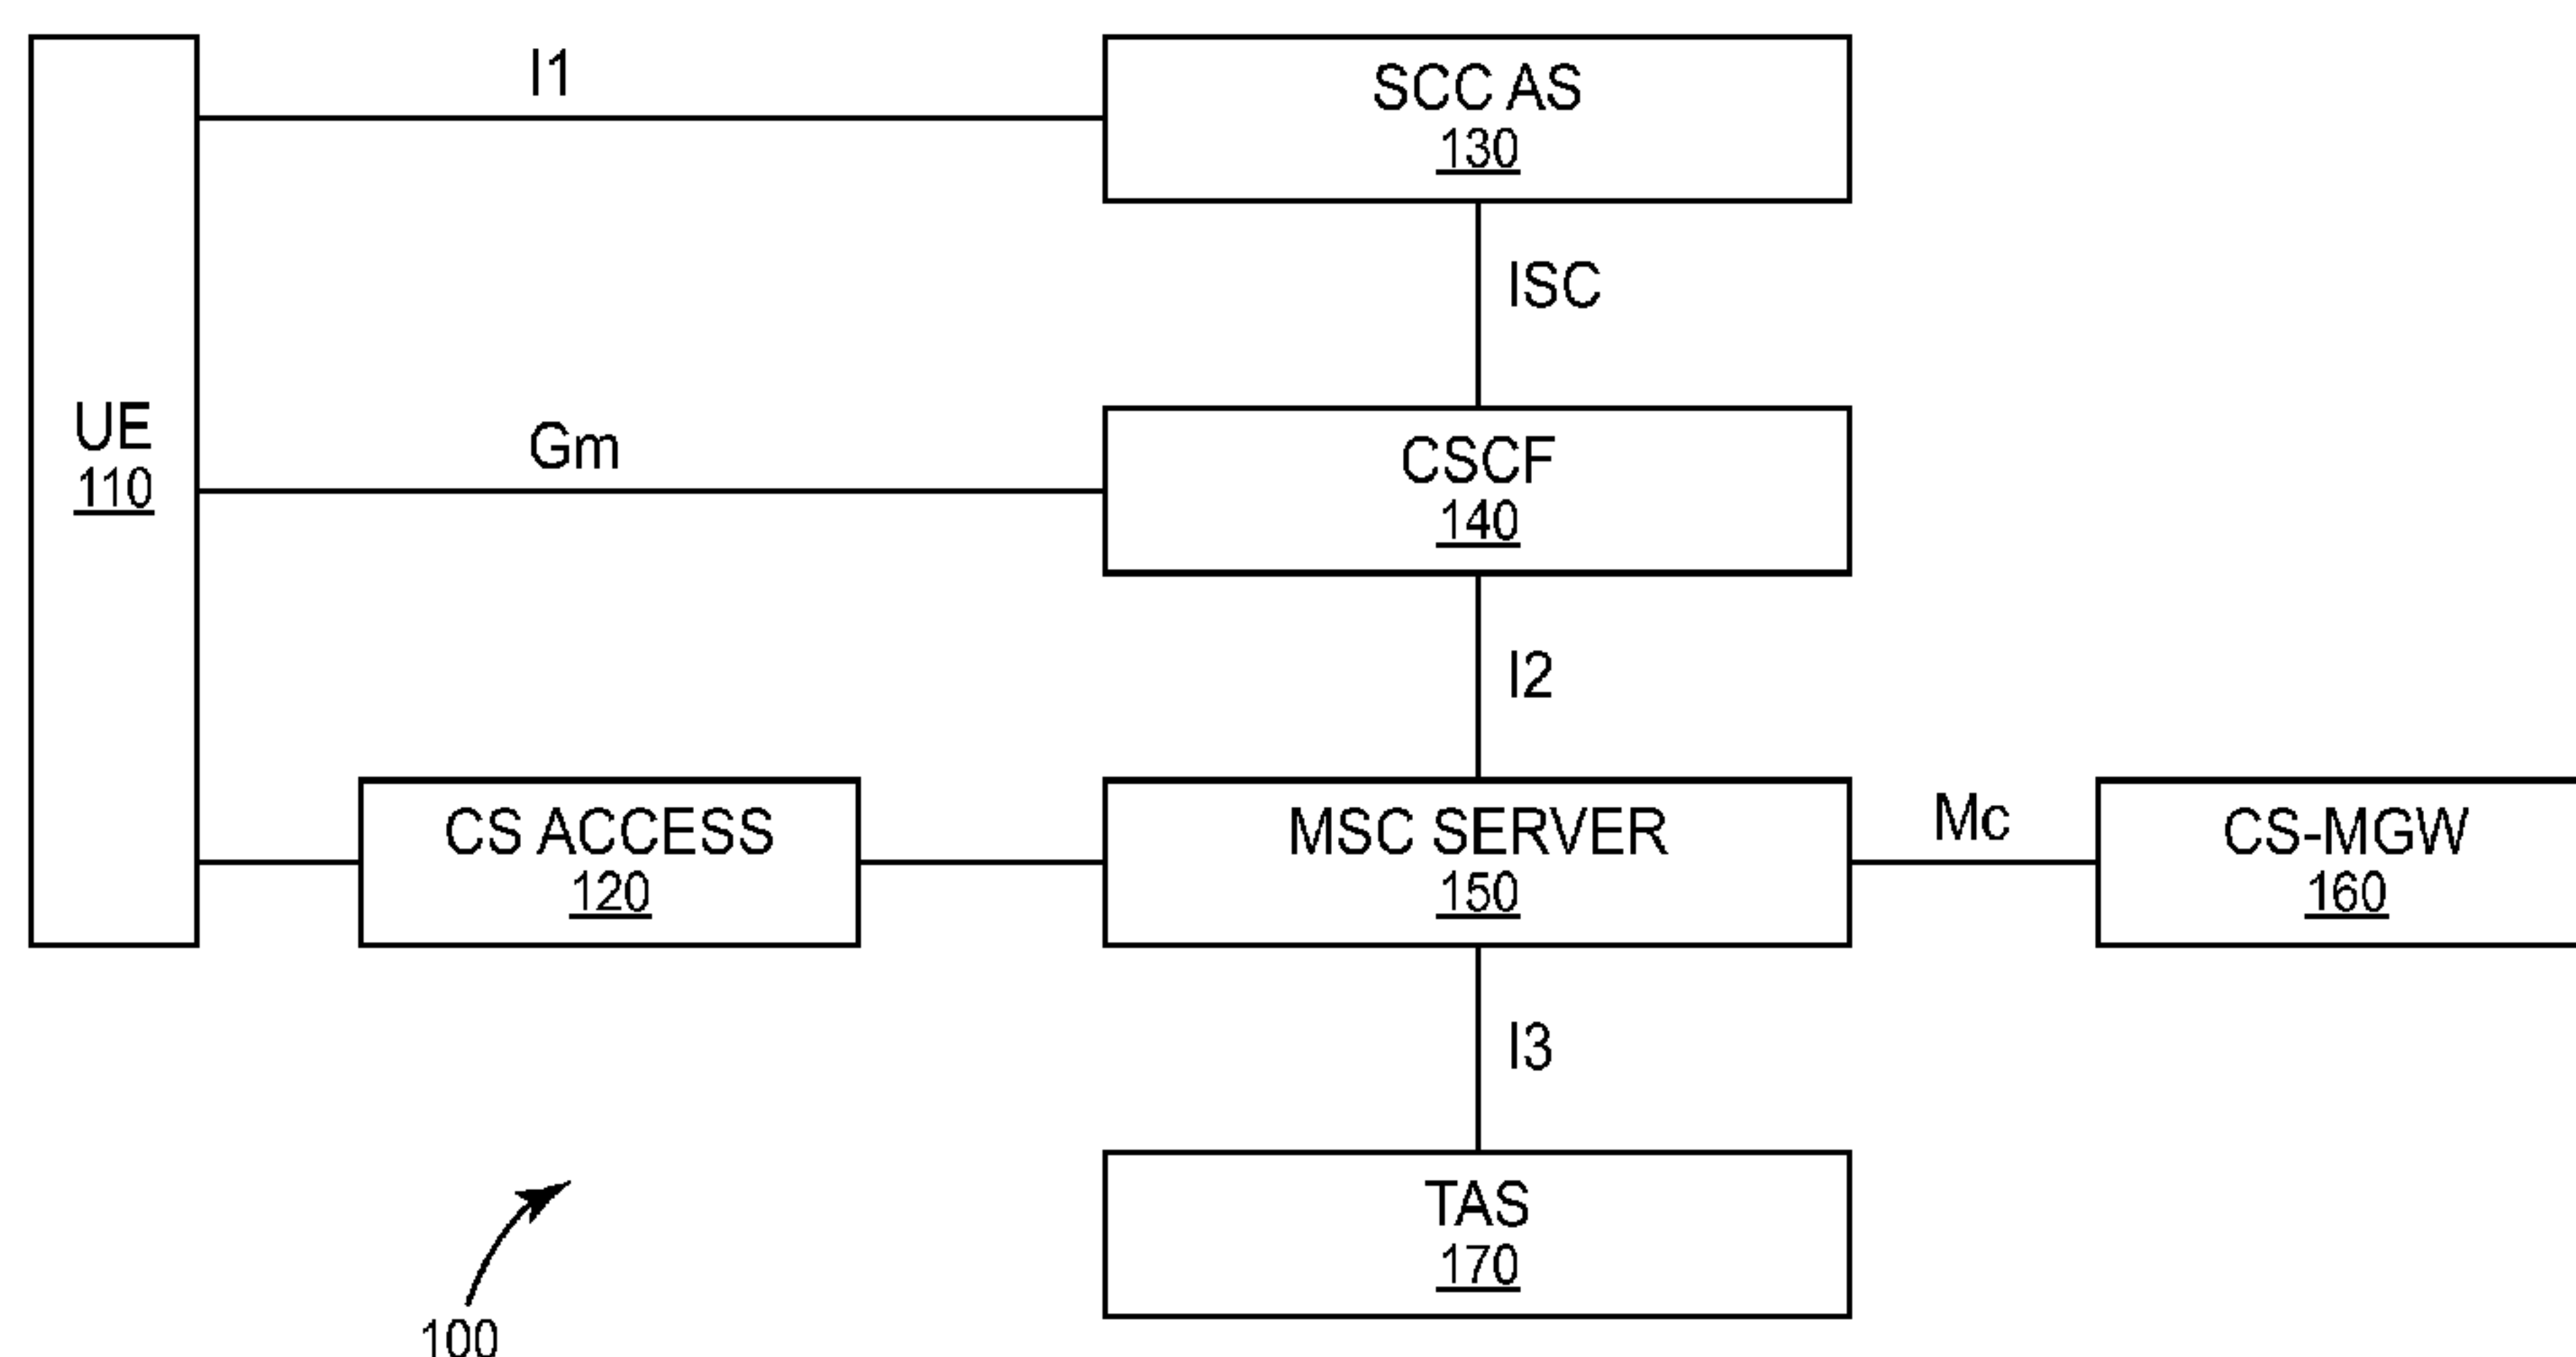 I1
SCC AS
130
ISC
UE
110
Gm
CSCF
140
I2
CS ACCESS
120
MSC SERVER
150
Mc
CS-MGW
160
I3
TAS
170
100